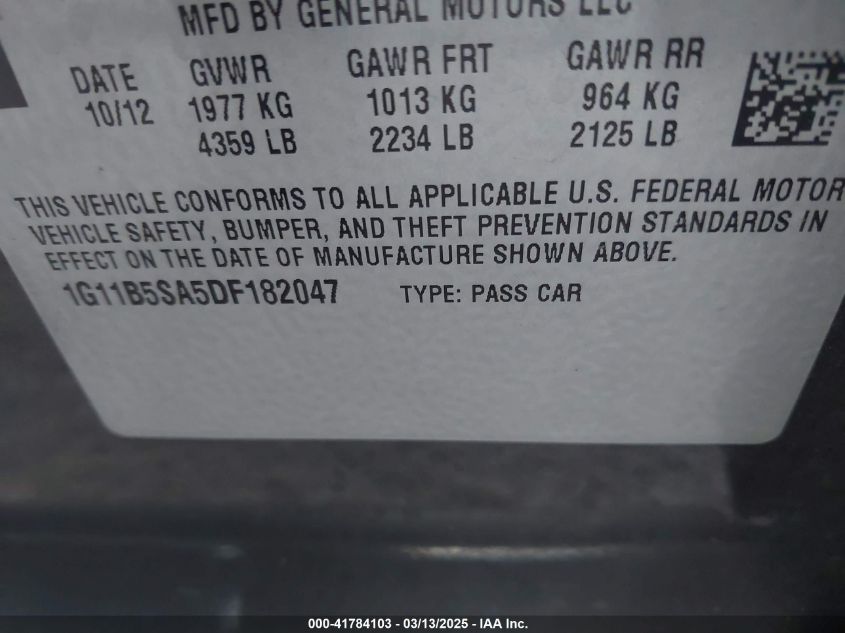 MFD BY GENERAL MOTORS LLC
DATE GVWR GAWR FRT GAWR RR
10/12 1977 KG 1013 KG 964 KG
4359 LB 2234 LB 2125 LB
THIS VEHICLE CONFORMS TO ALL APPLICABLE U.S. FEDERAL MOTOR
VEHICLE SAFETY, BUMPER, AND THEFT PREVENTION STANDARDS IN
EFFECT ON THE DATE OF MANUFACTURE SHOWN ABOVE.
1G11B5SA5DF182047 TYPE: PASS CAR
000-41784103 - 03/13/2025 - IAA Inc.